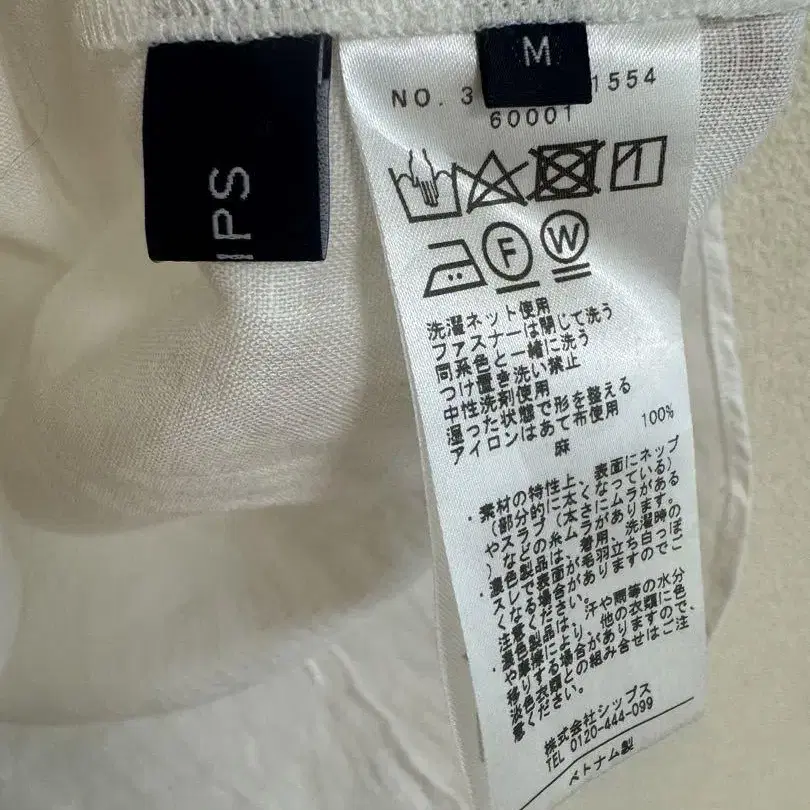 IPS
M
NO. 3 1554
60001
F W
洗濯ネット使用
ファスナーは閉じて洗う
同系色と一緒に洗う
つけ置き洗い禁止
中性洗剤使用
湿った状態で形を整える
アイロンはあて布使用
麻 100%
・素材の特性上、表面にネップ
(部分的に太くなっている)
やスラブ(太さにムラがある
)などの糸ムラがあります。
・濃色製品は、着用、洗濯時の
スレで表面が毛羽立ち白っぽ
くなる場合がありますのでご
注意ください。
・濃色製品は、汗や雨等の水分
や摩擦により、他の衣類に色
移りする場合がありますので、
淡色衣類との組み合せはご注
意ください。
株式会社シップス
TEL 0120-444-099
ベトナム製